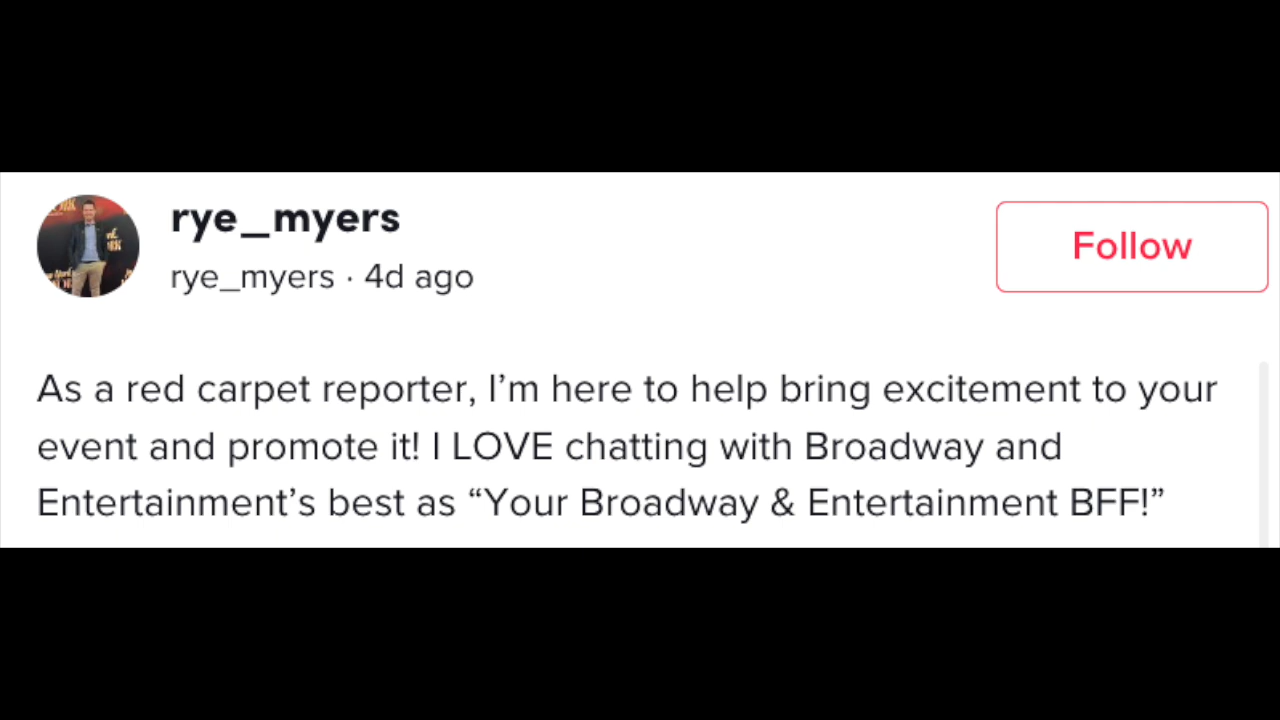 rye_myers
rye_myers · 4d ago
Follow
As a red carpet reporter, I’m here to help bring excitement to your
event and promote it! I LOVE chatting with Broadway and
Entertainment’s best as “Your Broadway & Entertainment BFF!”